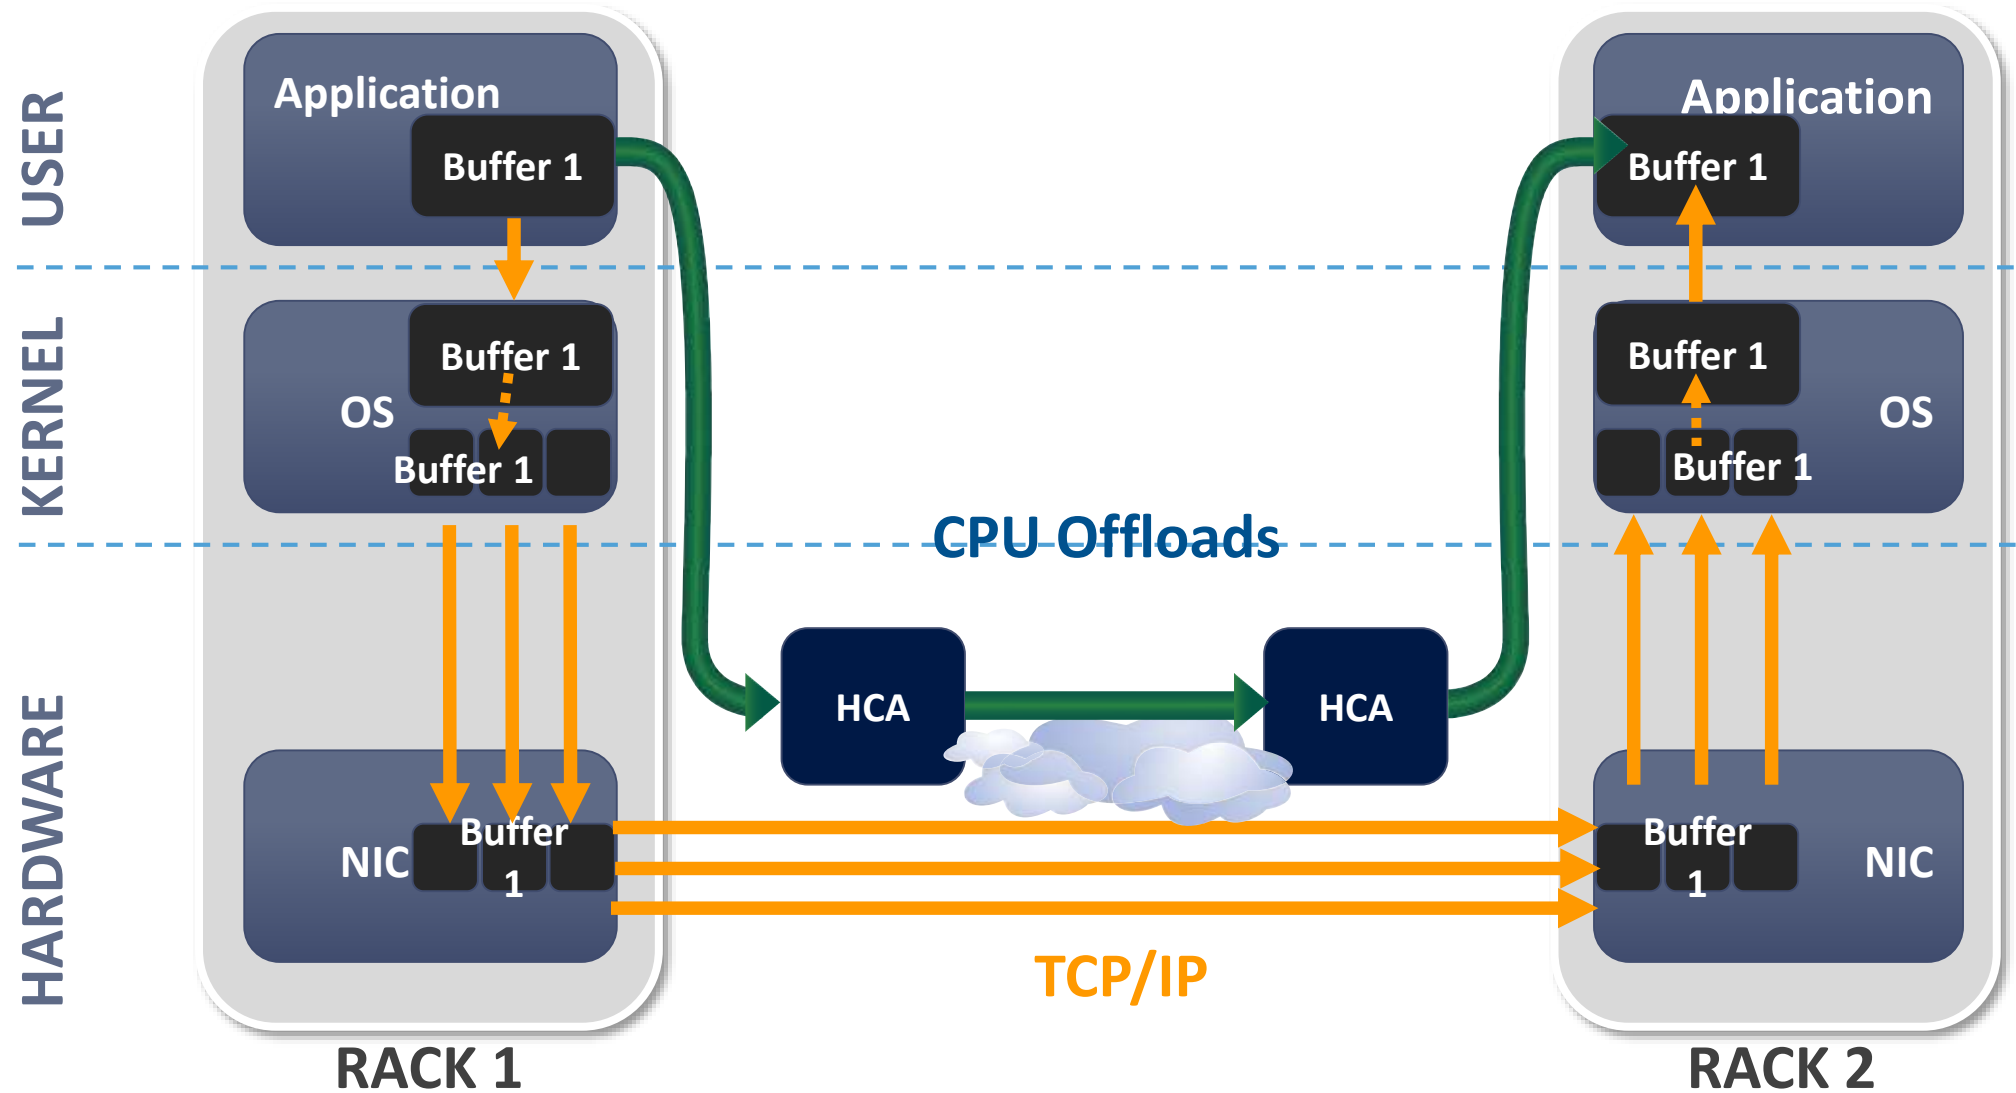 USER
KERNEL
HARDWARE
Application
Buffer 1
Buffer 1
OS
Buffer 1
NIC
Buffer
1
RACK 1
CPU Offloads
HCA
HCA
TCP/IP
Application
Buffer 1
Buffer 1
OS
Buffer 1
Buffer
1
NIC
RACK 2